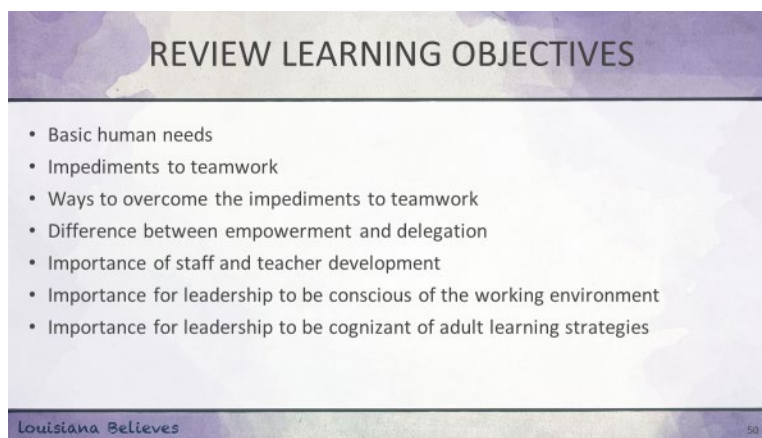 REVIEW LEARNING OBJECTIVES
• Basic human needs
• Impediments to teamwork
• Ways to overcome the impediments to teamwork
• Difference between empowerment and delegation
• Importance of staff and teacher development
• Importance for leadership to be conscious of the working environment
• Importance for leadership to be cognizant of adult learning strategies
Louisiana Believes
50